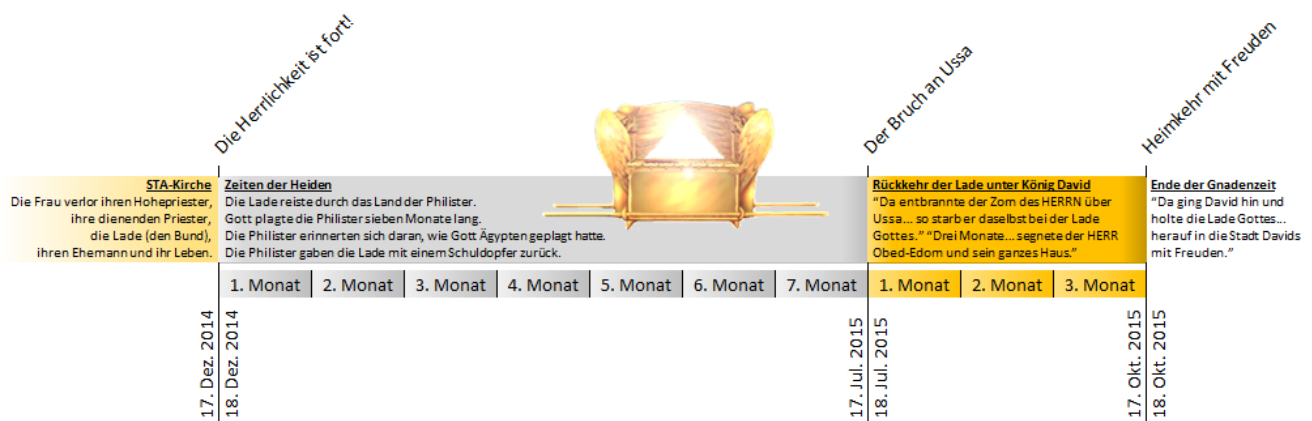 Die Herrlichkeit ist fort!
Der Bruch an Ussa
Heimkehr mit Freuden
STA-Kirche
Die Frau verlor ihren Hohepriester,
ihre dienenden Priester,
die Lade (den Bund),
ihren Ehemann und ihr Leben.
Zeiten der Heiden
Die Lade reiste durch das Land der Philister.
Gott plagte die Philister sieben Monate lang.
Die Philister erinnerten sich daran, wie Gott Ägypten geplagt hatte.
Die Philister gaben die Lade mit einem Schuldopfer zurück.
Rückkehr der Lade unter König David
“Da entbrannte der Zorn des HERRN über
Ussa... so starb er daselbst bei der Lade
Gottes.” “Drei Monate... segnete der HERR
Obed-Edom und sein ganzes Haus.”
Ende der Gnadenzeit
“Da ging David hin und
holte die Lade Gottes...
herauf in die Stadt Davids
mit Freuden.”
1. Monat 2. Monat 3. Monat 4. Monat 5. Monat 6. Monat 7. Monat 1. Monat 2. Monat 3. Monat
17. Dez. 2014
18. Dez. 2014
17. Jul. 2015
18. Jul. 2015
17. Okt. 2015
18. Okt. 2015